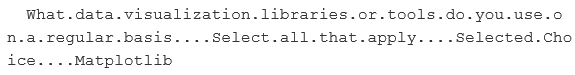 What.data.visualization.libraries.or.tools.do.you.use.o
n.a.regular.basis....Select.all.that.apply....Selected.Cho
ice....Matplotlib